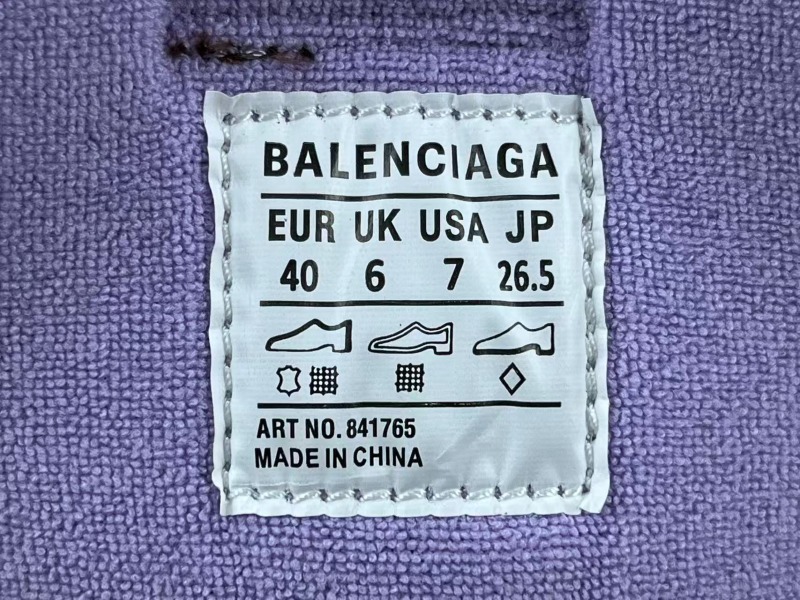 BALENCIAGA
EUR UK USA JP
40 6 7 26.5
ART NO. 841765
MADE IN CHINA